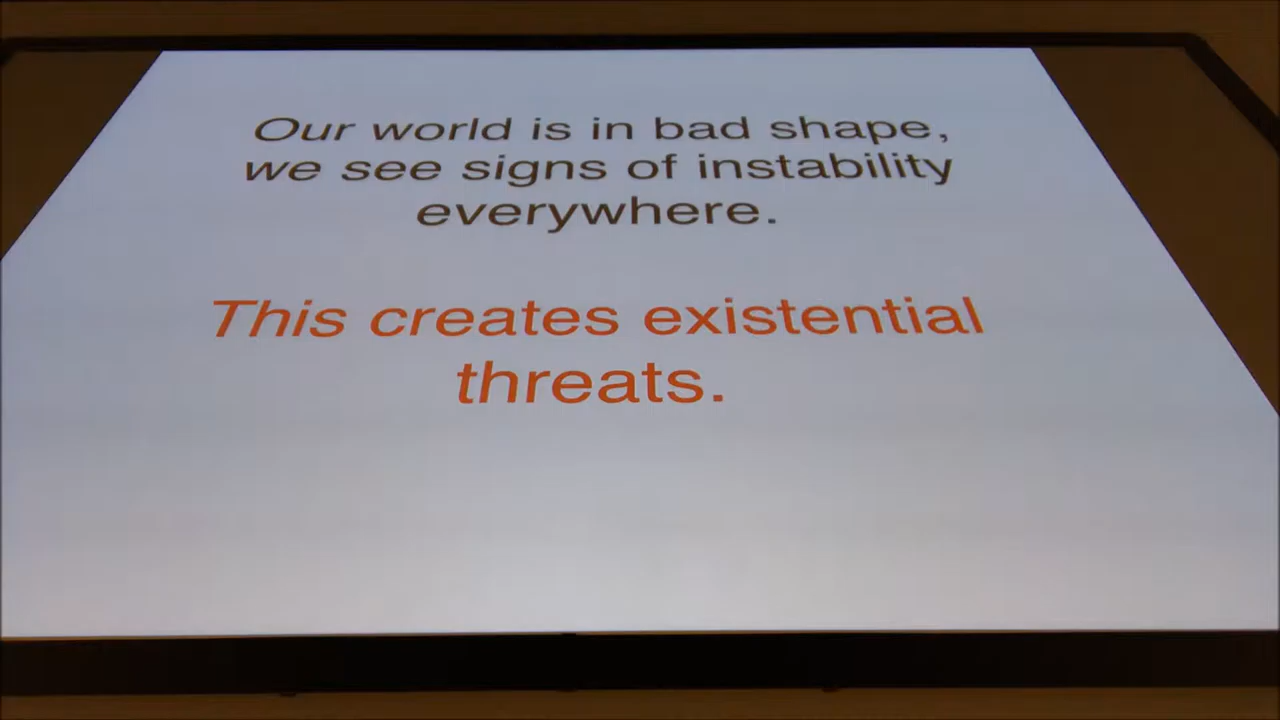 Our world is in bad shape,
we see signs of instability
everywhere.
This creates existential
threats.